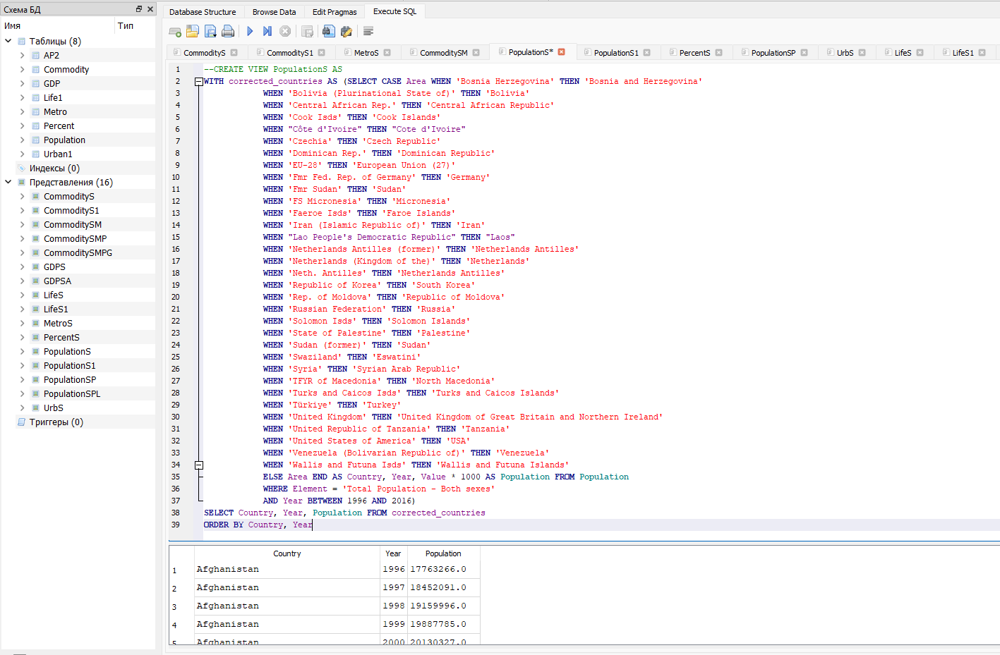 Схема БД
Имя Тип
Таблицы (8)
AP2
Commodity
GDP
Life1
Metro
Percent
Population
Urban1
Индексы (0)
Представления (16)
CommodityS
CommodityS1
CommoditySM
CommoditySMP
CommoditySMPG
GDPS
GDPSA
LifeS
LifeS1
MetroS
PercentS
PopulationS
PopulationS1
PopulationSP
PopulationSPL
UrbS
Триггеры (0)
Database Structure Browse Data Edit Pragmas Execute SQL
CommodityS CommodityS1 MetroS CommoditySM PopulationS* PopulationS1 PercentS PopulationSP UrbS LifeS LifeS1
1 --CREATE VIEW PopulationS AS
2 WITH corrected_countries AS (SELECT CASE Area WHEN 'Bosnia Herzegovina' THEN 'Bosnia and Herzegovina'
3 WHEN 'Bolivia (Plurinational State of)' THEN 'Bolivia'
4 WHEN 'Central African Rep.' THEN 'Central African Republic'
5 WHEN 'Cook Isds' THEN 'Cook Islands'
6 WHEN "Côte d'Ivoire" THEN "Cote d'Ivoire"
7 WHEN 'Czechia' THEN 'Czech Republic'
8 WHEN 'Dominican Rep.' THEN 'Dominican Republic'
9 WHEN 'EU-28' THEN 'European Union (27)'
10 WHEN 'Fmr Fed. Rep. of Germany' THEN 'Germany'
11 WHEN 'Fmr Sudan' THEN 'Sudan'
12 WHEN 'FS Micronesia' THEN 'Micronesia'
13 WHEN 'Faeroe Isds' THEN 'Faroe Islands'
14 WHEN 'Iran (Islamic Republic of)' THEN 'Iran'
15 WHEN "Lao People's Democratic Republic" THEN "Laos"
16 WHEN 'Netherlands Antilles (former)' THEN 'Netherlands Antilles'
17 WHEN 'Netherlands (Kingdom of the)' THEN 'Netherlands'
18 WHEN 'Neth. Antilles' THEN 'Netherlands Antilles'
19 WHEN 'Republic of Korea' THEN 'South Korea'
20 WHEN 'Rep. of Moldova' THEN 'Republic of Moldova'
21 WHEN 'Russian Federation' THEN 'Russia'
22 WHEN 'Solomon Isds' THEN 'Solomon Islands'
23 WHEN 'State of Palestine' THEN 'Palestine'
24 WHEN 'Sudan (former)' THEN 'Sudan'
25 WHEN 'Swaziland' THEN 'Eswatini'
26 WHEN 'Syria' THEN 'Syrian Arab Republic'
27 WHEN 'TFYR of Macedonia' THEN 'North Macedonia'
28 WHEN 'Turks and Caicos Isds' THEN 'Turks and Caicos Islands'
29 WHEN 'Türkiye' THEN 'Turkey'
30 WHEN 'United Kingdom' THEN 'United Kingdom of Great Britain and Northern Ireland'
31 WHEN 'United Republic of Tanzania' THEN 'Tanzania'
32 WHEN 'United States of America' THEN 'USA'
33 WHEN 'Venezuela (Bolivarian Republic of)' THEN 'Venezuela'
34 WHEN 'Wallis and Futuna Isds' THEN 'Wallis and Futuna Islands'
35 ELSE Area END AS Country, Year, Value * 1000 AS Population FROM Population
36 WHERE Element = 'Total Population - Both sexes'
37 AND Year BETWEEN 1996 AND 2016)
38 SELECT Country, Year, Population FROM corrected_countries
39 ORDER BY Country, Year
Country Year Population
1 Afghanistan 1996 17763266.0
2 Afghanistan 1997 18452091.0
3 Afghanistan 1998 19159996.0
4 Afghanistan 1999 19887785.0
5 Afghanistan 2000 20130327.0